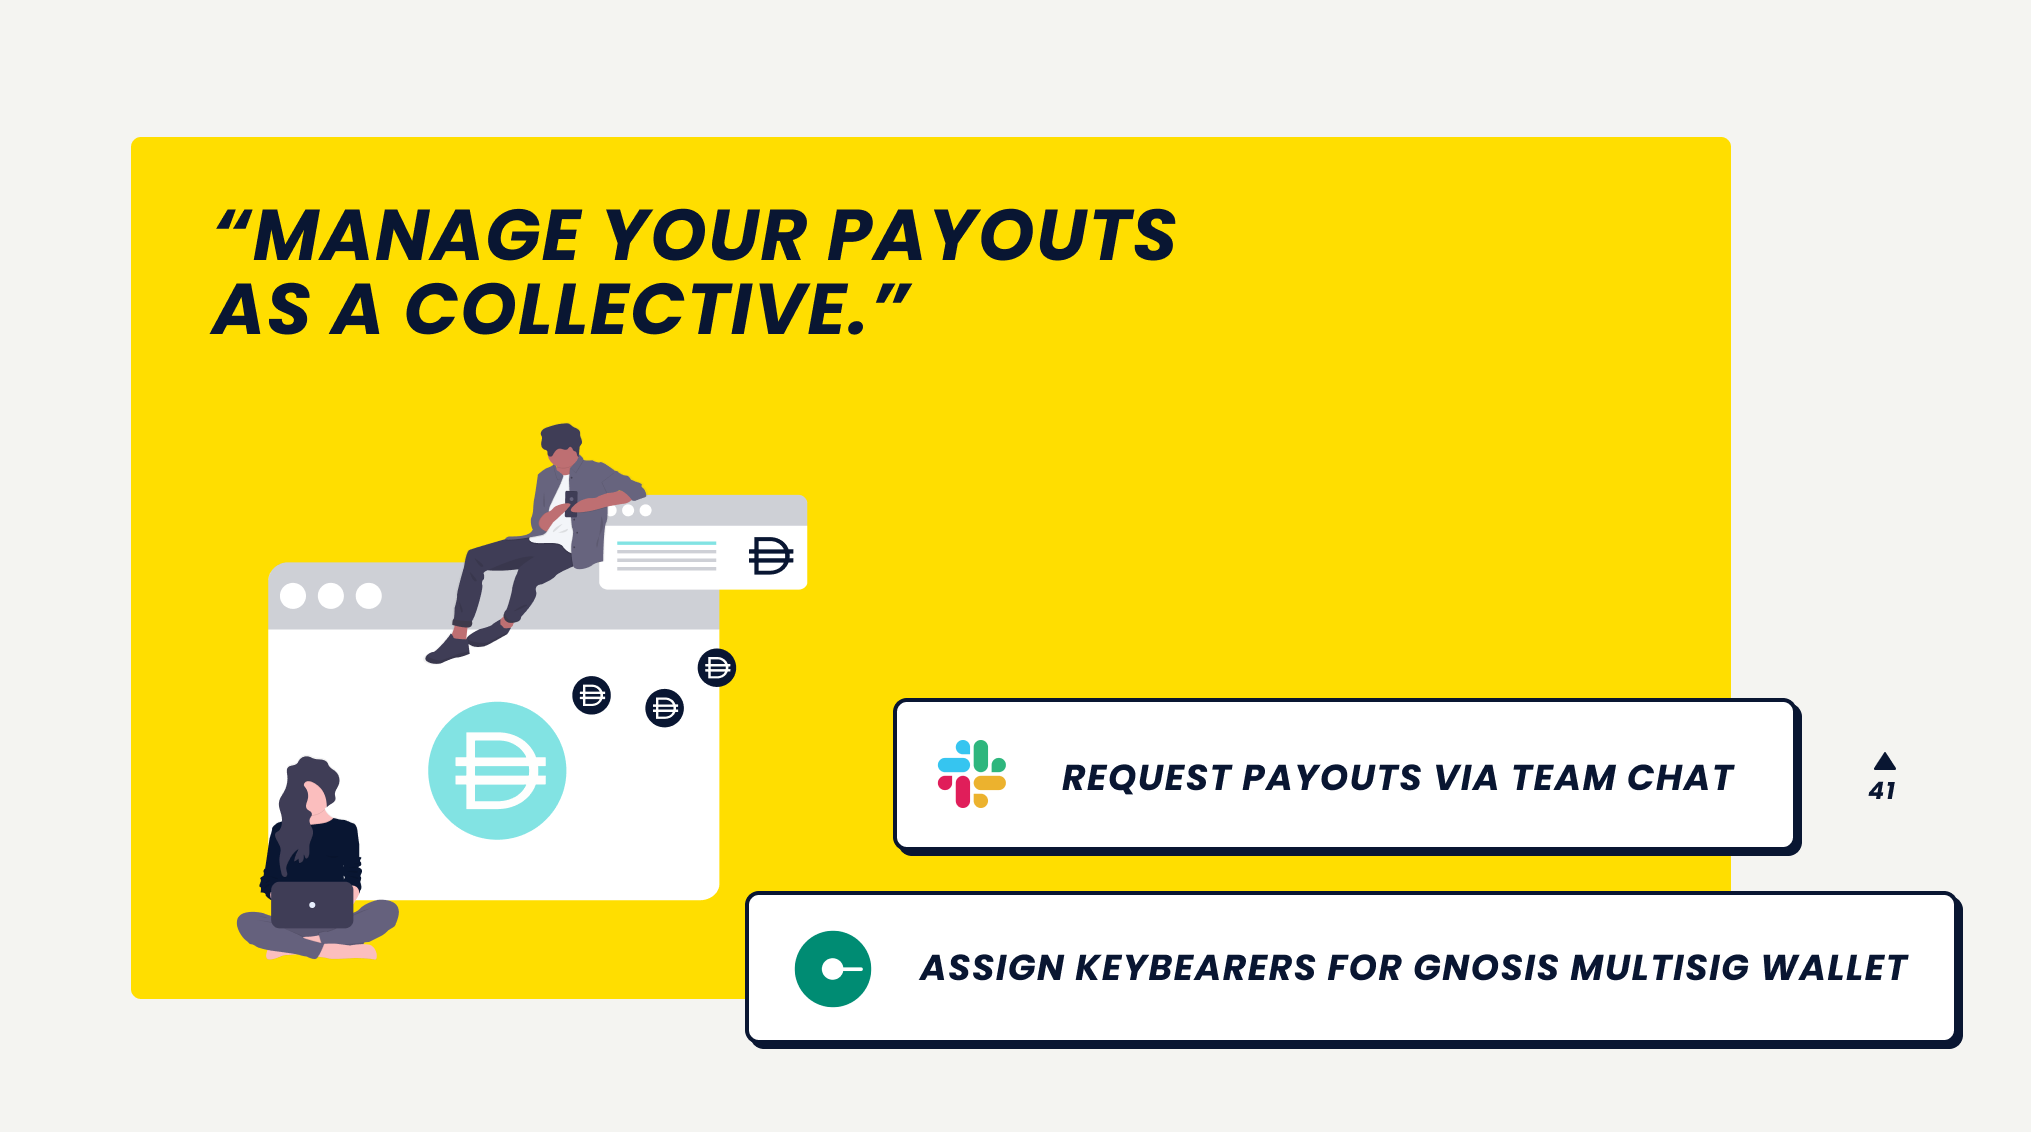 “MANAGE YOUR PAYOUTS
AS A COLLECTIVE.”
REQUEST PAYOUTS VIA TEAM CHAT
41
ASSIGN KEYBEARERS FOR GNOSIS MULTISIG WALLET